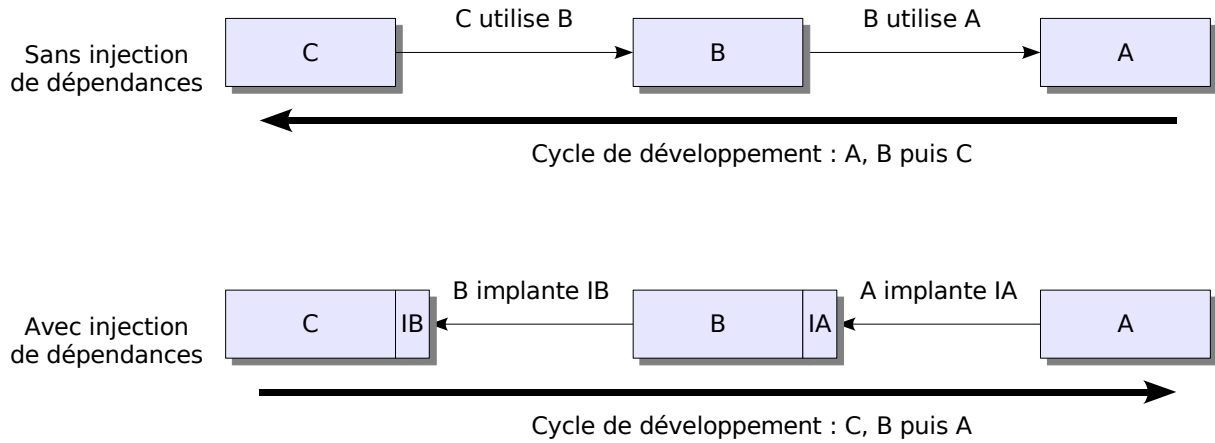 C utilise B
B utilise A
Sans injection
de dépendances
C
B
A
Cycle de développement : A, B puis C
B implante IB
A implante IA
Avec injection
de dépendances
C
IB
B
IA
A
Cycle de développement : C, B puis A